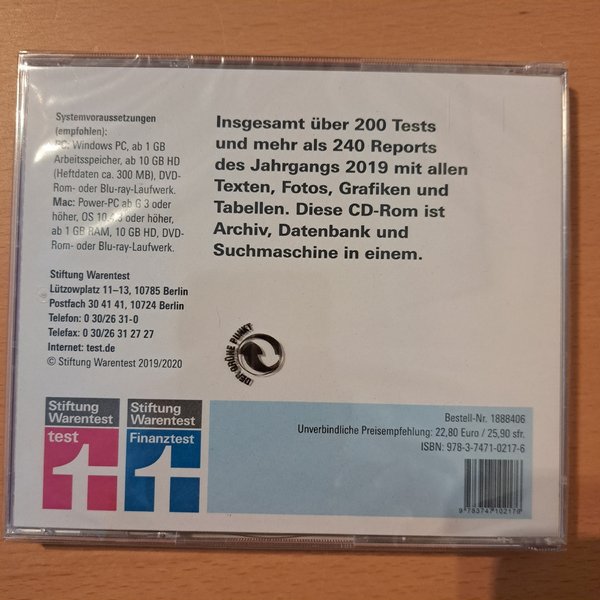 Systemvoraussetzungen
(empfohlen):
PC: Windows PC, ab 1 GB
Arbeitsspeicher, ab 10 GB HD
(Heftdaten ca. 300 MB), DVD-
Rom- oder Blu-ray-Laufwerk.
Mac: Power-PC ab G 3 oder
höher, OS 10.4.3 oder höher,
ab 1 GB RAM, 10 GB HD, DVD-
Rom- oder Blu-ray-Laufwerk.
Stiftung Warentest
Lützowplatz 11–13, 10785 Berlin
Postfach 30 41 41, 10724 Berlin
Telefon: 0 30/26 31-0
Telefax: 0 30/26 31 27 27
Internet: test.de
© Stiftung Warentest 2019/2020
Insgesamt über 200 Tests
und mehr als 240 Reports
des Jahrgangs 2019 mit allen
Texten, Fotos, Grafiken und
Tabellen. Diese CD-Rom ist
Archiv, Datenbank und
Suchmaschine in einem.
DER GRÜNE PUNKT
Stiftung
Warentest
test
Stiftung
Warentest
Finanztest
Bestell-Nr. 1888406
Unverbindliche Preisempfehlung: 22,80 Euro / 25,90 sfr.
ISBN: 978-3-7471-0217-6
9 783747 102176